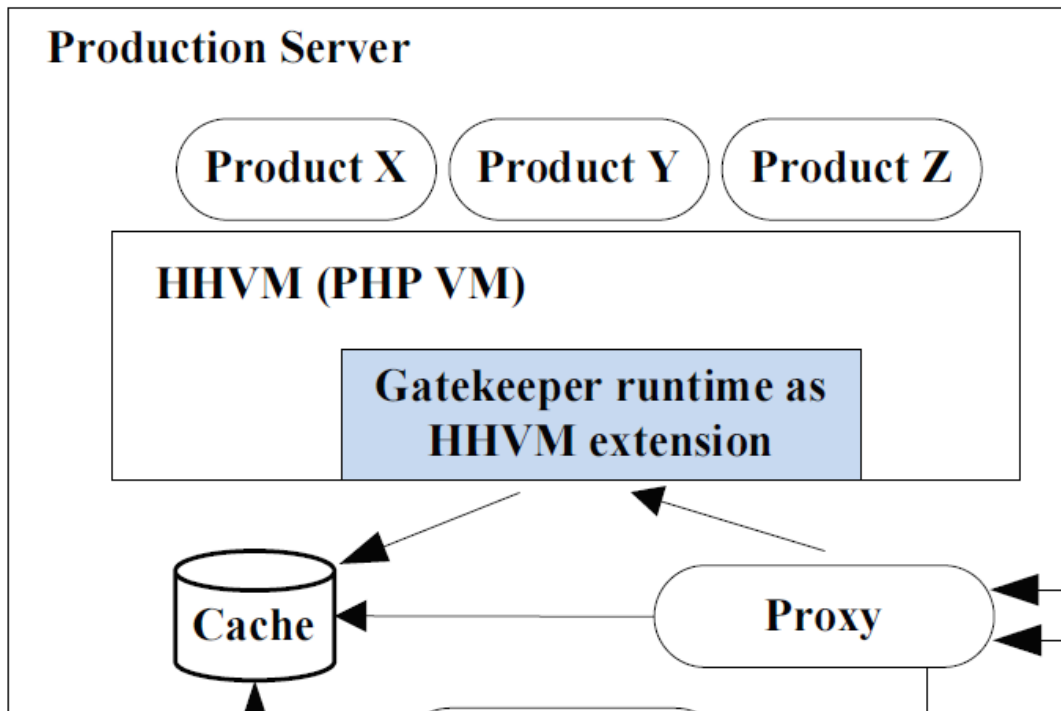 Production Server
Product X
Product Y
Product Z
HHVM (PHP VM)
Gatekeeper runtime as
HHVM extension
Cache
Proxy